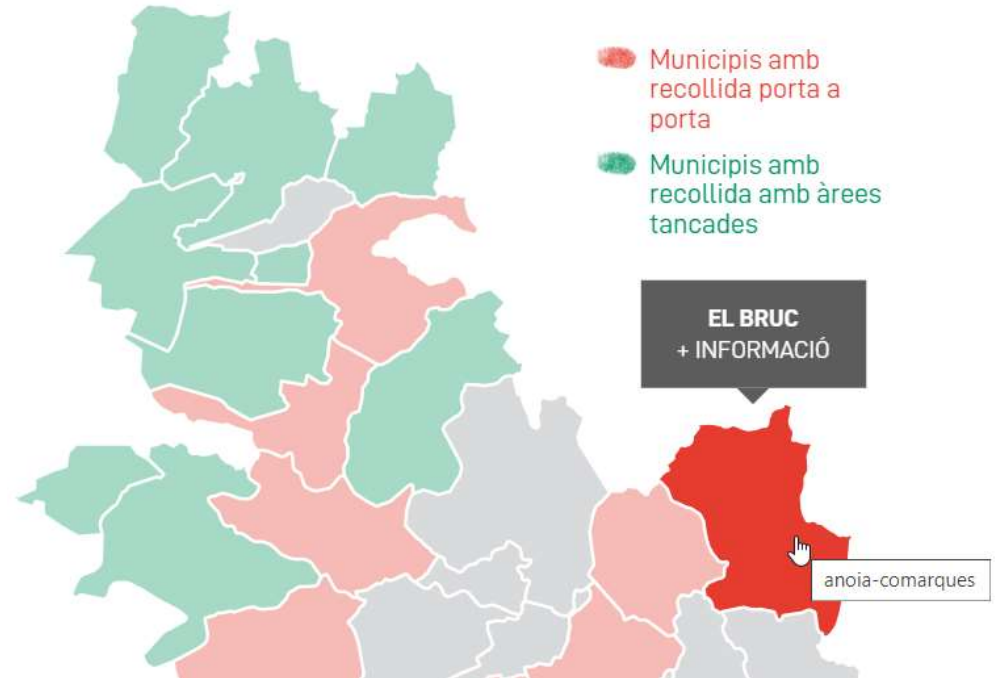 Municipis amb
recollida porta a
porta
Municipis amb
recollida amb àrees
tancades
EL BRUC
+ INFORMACIÓ
anoia-comarques